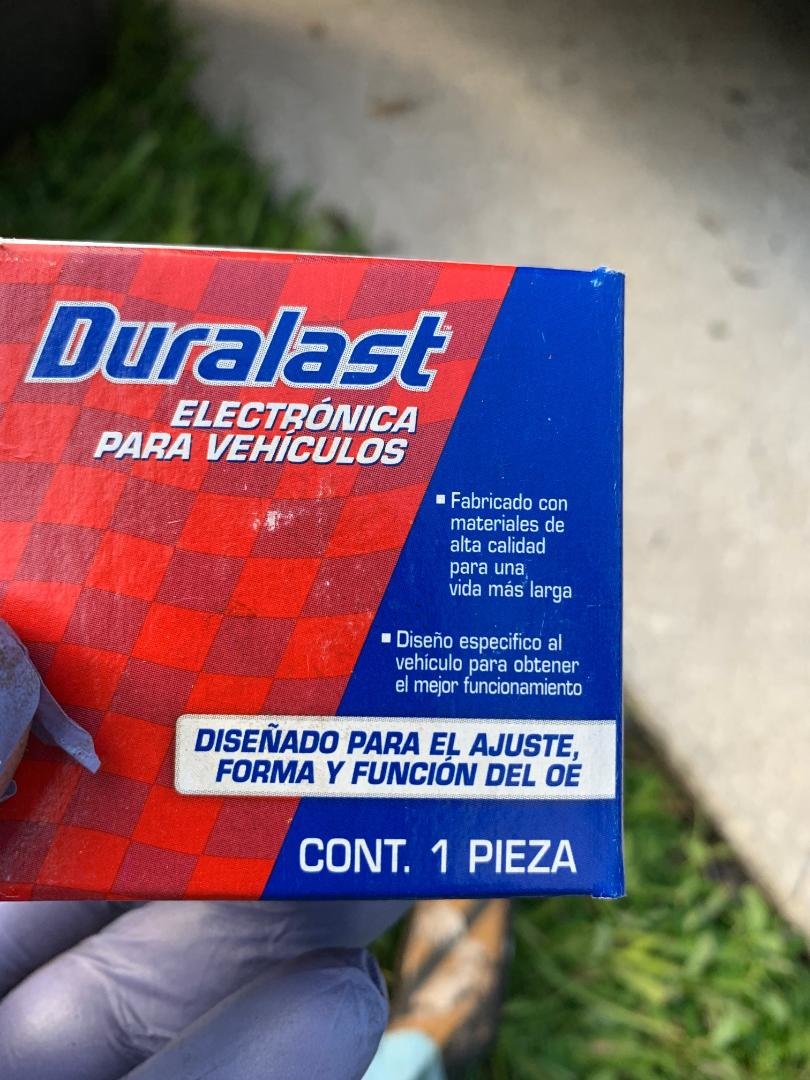 Duralast™
ELECTRÓNICA
PARA VEHÍCULOS
▪ Fabricado con
materiales de
alta calidad
para una
vida más larga
▪ Diseño especifico al
vehículo para obtener
el mejor funcionamiento
DISEÑADO PARA EL AJUSTE,
FORMA Y FUNCIÓN DEL OE
CONT. 1 PIEZA